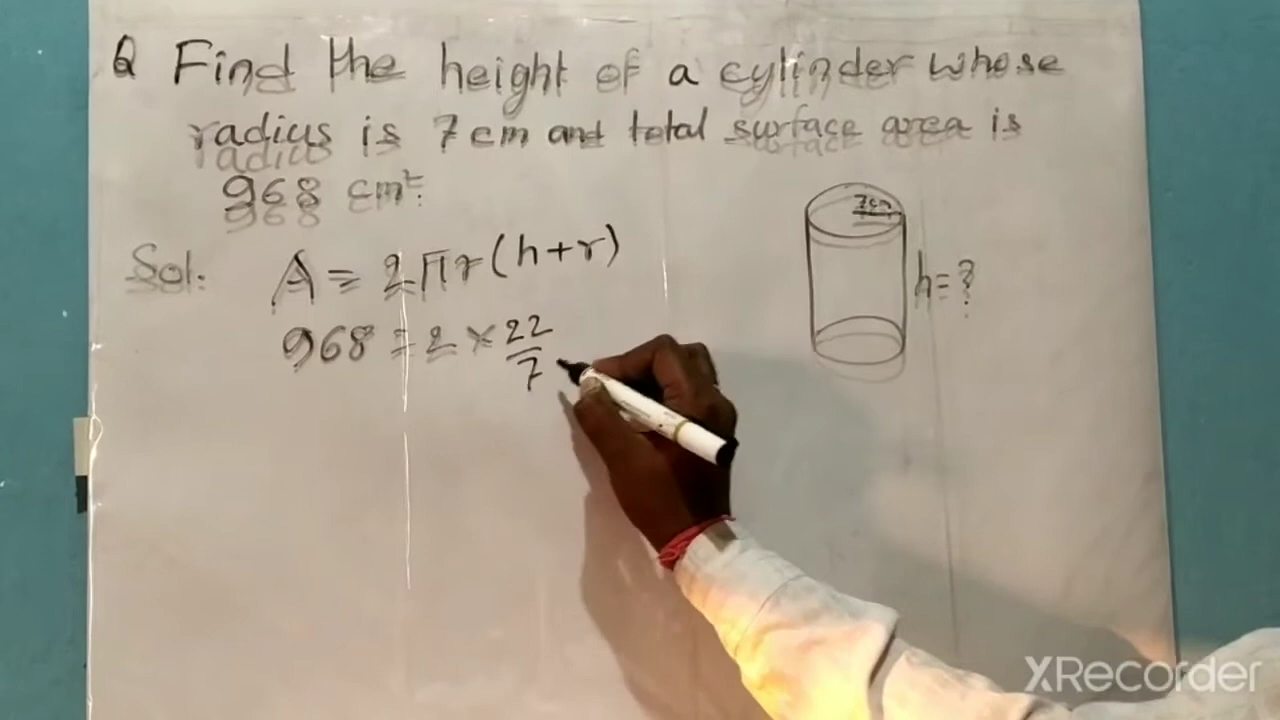 Q Find the height of a cylinder whose
radius is 7cm and total surface area is
968 cm².
7cm
Sol. A = 2πr(h+r)
h=?
968 = 2 × 22/7
XRecorder